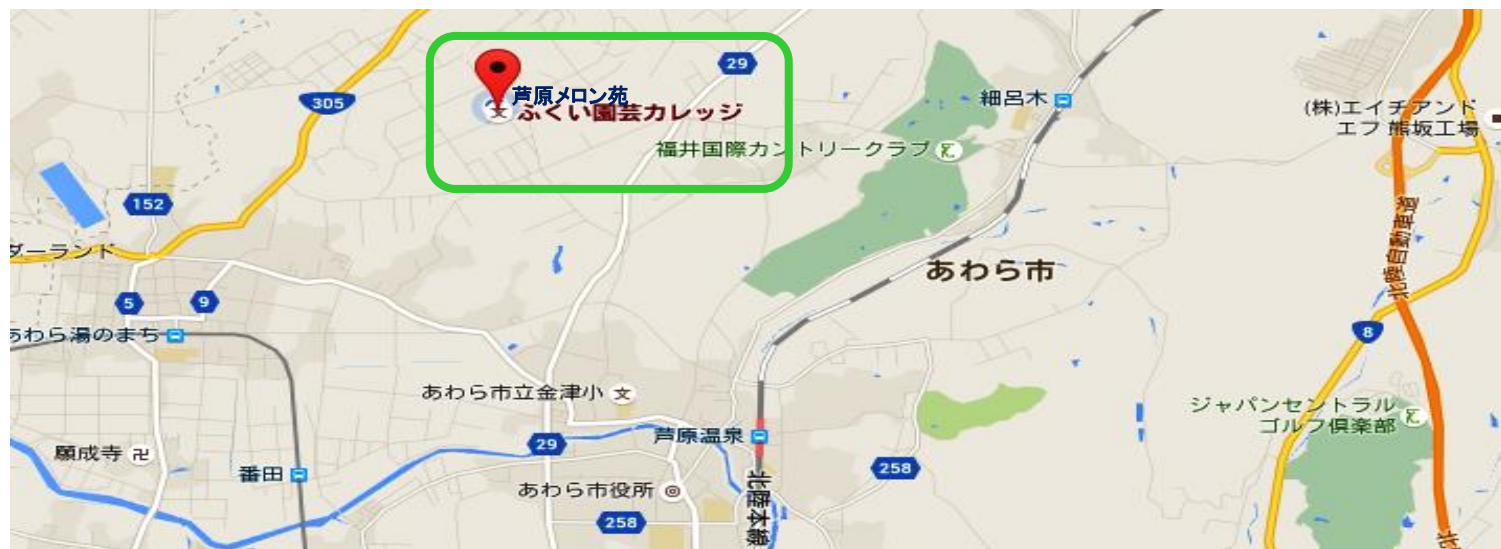 29
305
芦原メロン苑
ふくい園芸カレッジ
細呂木
(株)エイチアンド
エフ 熊坂工場
福井国際カントリークラブ
152
ダーランド
あわら市
北陸自動車道
5
9
あわら湯のまち
8
あわら市立金津小
文
ジャパンセントラル
ゴルフ倶楽部
芦原温泉
29
願成寺
卍
番田
258
あわら市役所
北陸本線
258
北